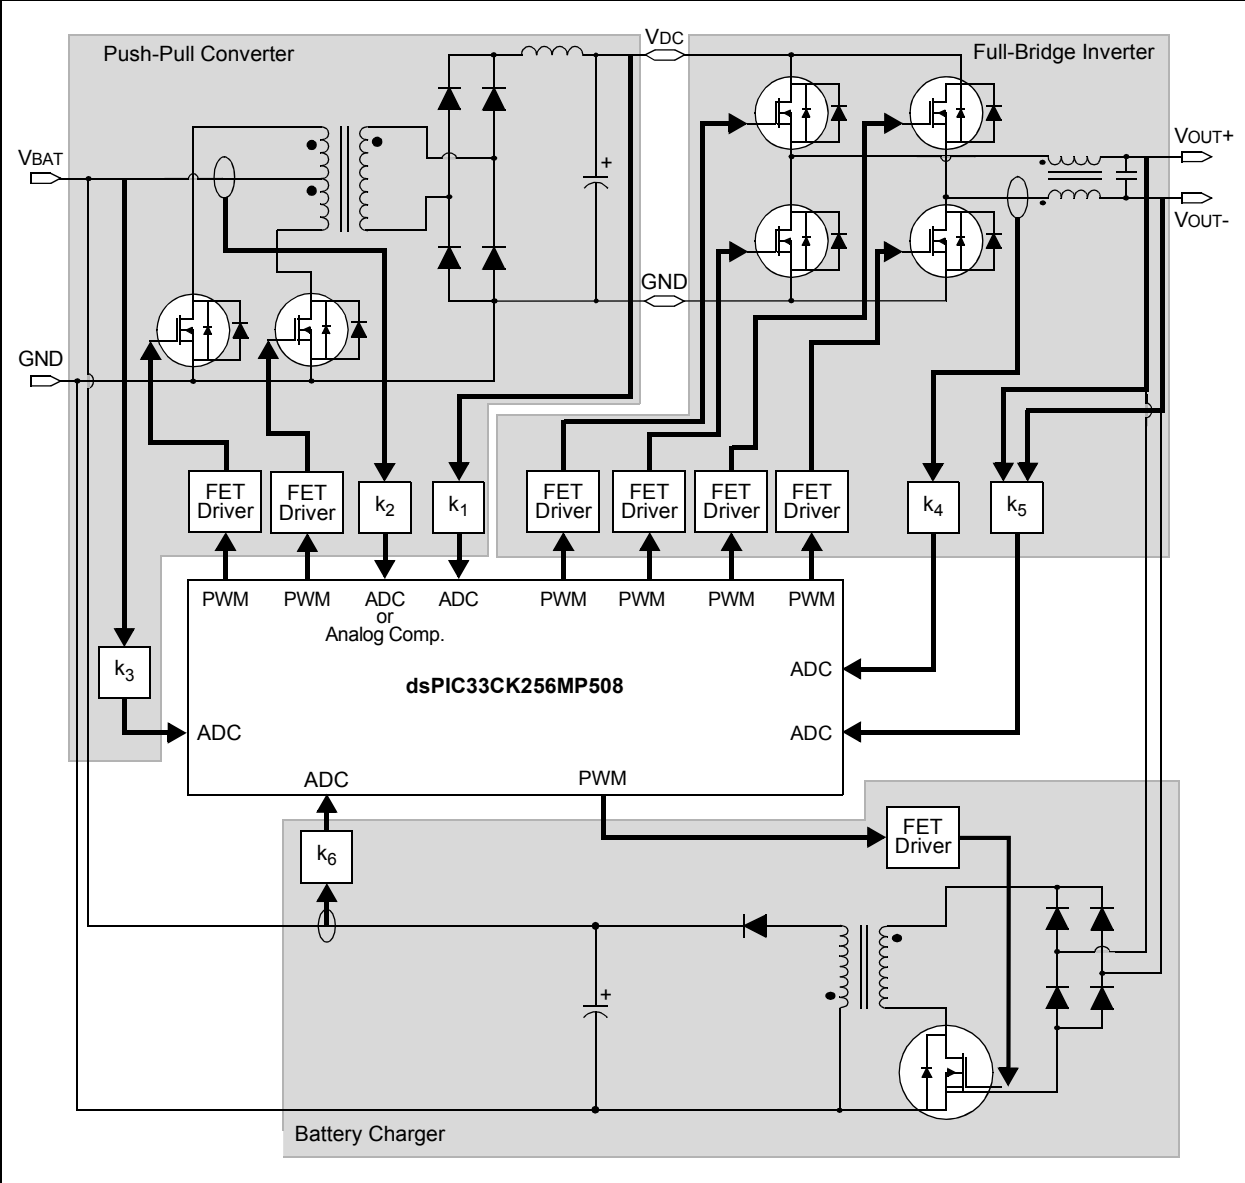 Push-Pull Converter
VDC
Full-Bridge Inverter
VBAT
+
VOUT+
VOUT-
GND
GND
FET
Driver
FET
Driver
k2
k1
FET
Driver
FET
Driver
FET
Driver
FET
Driver
k4
k5
PWM
PWM
ADC
or
Analog Comp.
ADC
PWM
PWM
PWM
PWM
k3
ADC
dsPIC33CK256MP508
ADC
ADC
ADC
PWM
k6
FET
Driver
+
Battery Charger